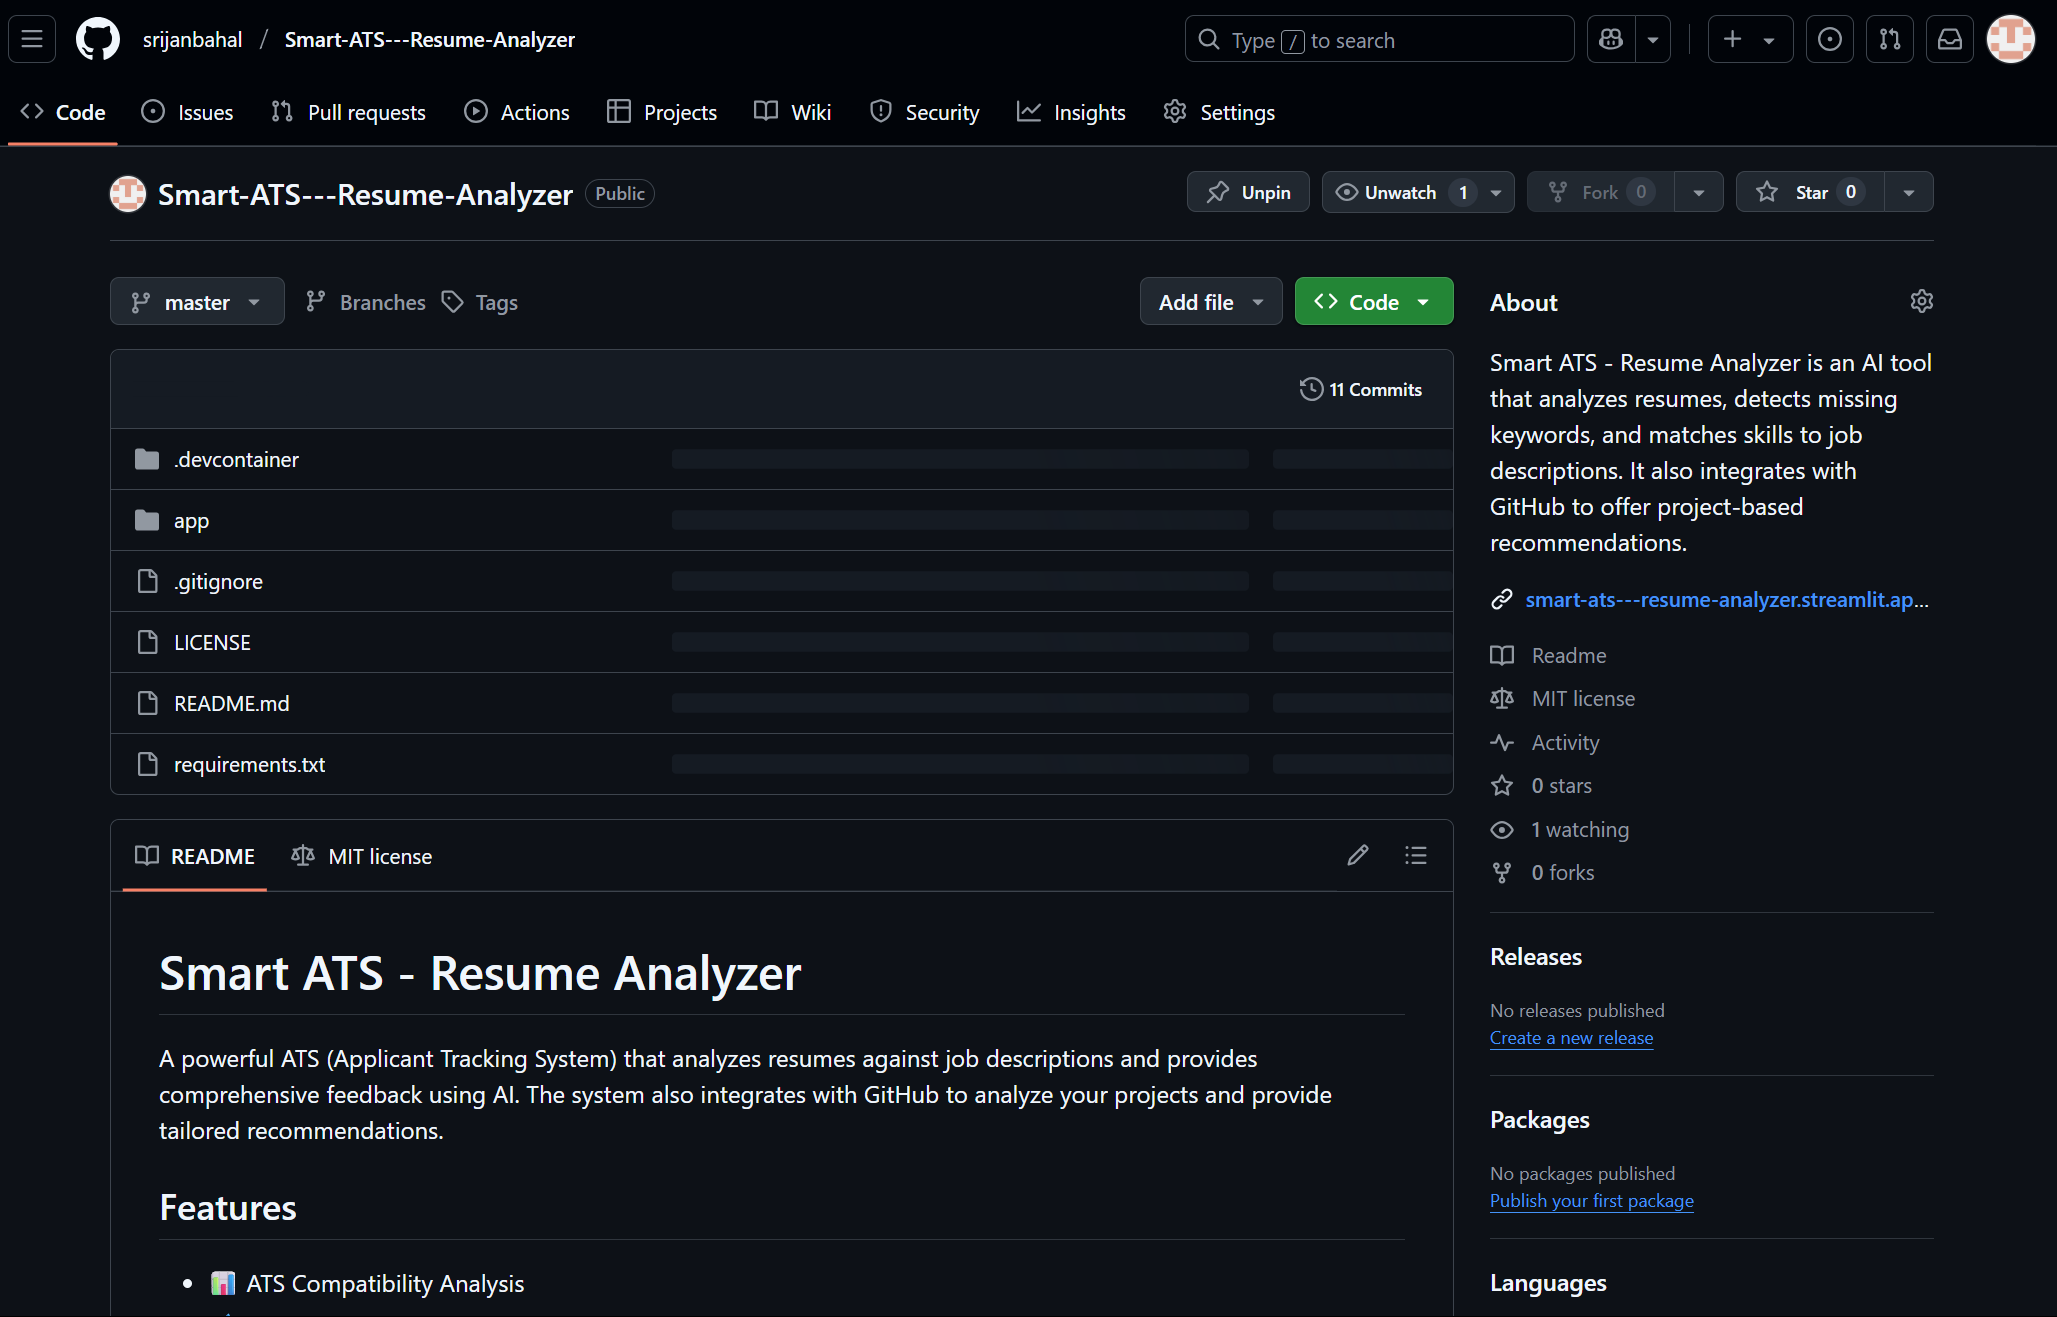 srijanbahal / Smart-ATS---Resume-Analyzer
Type / to search
Code Issues Pull requests Actions Projects Wiki Security Insights Settings
Smart-ATS---Resume-Analyzer Public
Unpin Unwatch 1 Fork 0 Star 0
master Branches Tags Add file Code
11 Commits
.devcontainer
app
.gitignore
LICENSE
README.md
requirements.txt
README MIT license
Smart ATS - Resume Analyzer
A powerful ATS (Applicant Tracking System) that analyzes resumes against job descriptions and provides
comprehensive feedback using AI. The system also integrates with GitHub to analyze your projects and provide
tailored recommendations.
Features
• 📊 ATS Compatibility Analysis
About
Smart ATS - Resume Analyzer is an AI tool
that analyzes resumes, detects missing
keywords, and matches skills to job
descriptions. It also integrates with
GitHub to offer project-based
recommendations.
smart-ats---resume-analyzer.streamlit.ap...
Readme
MIT license
Activity
0 stars
1 watching
0 forks
Releases
No releases published
Create a new release
Packages
No packages published
Publish your first package
Languages